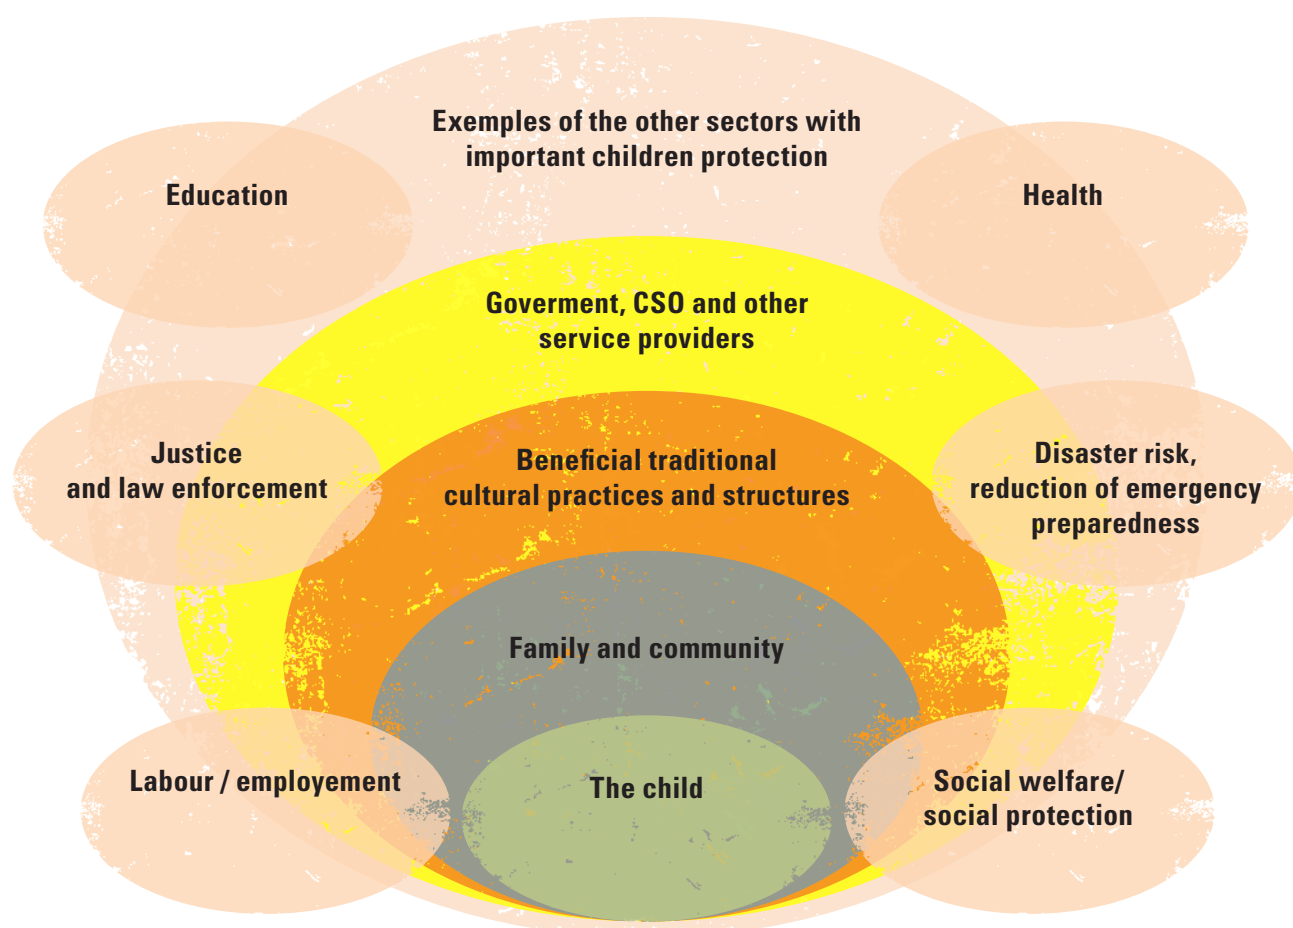 Exemples of the other sectors with
important children protection
Education
Health
Goverment, CSO and other
service providers
Justice
and law enforcement
Beneficial traditional
cultural practices and structures
Disaster risk,
reduction of emergency
preparedness
Family and community
Labour / employement
The child
Social welfare/
social protection